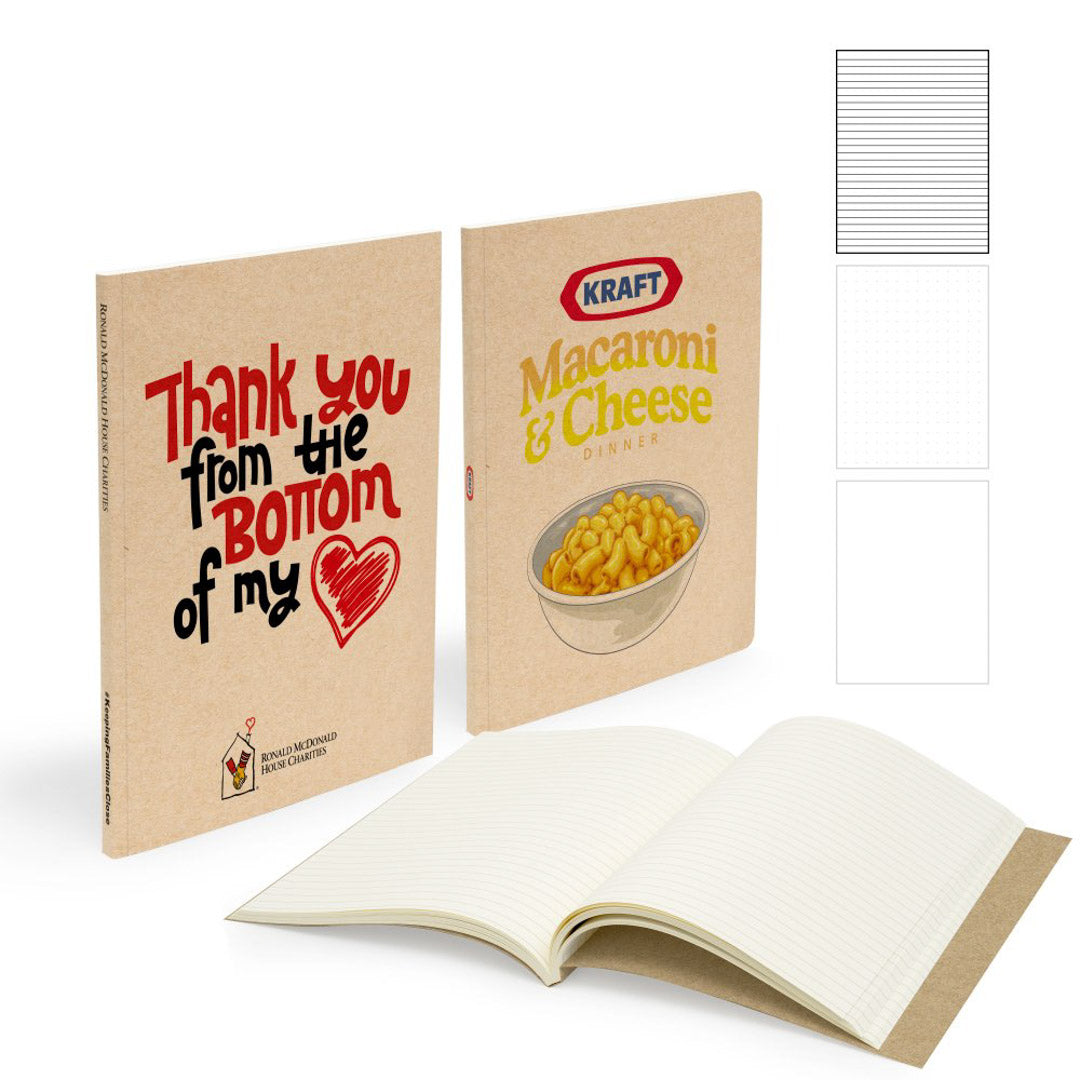 RONALD MCDONALD HOUSE CHARITIES
#KeepingFamiliesClose
Thank you
from the
BOTTOM
of my
RONALD MCDONALD
HOUSE CHARITIES
KRAFT
KRAFT
Macaroni
& Cheese
DINNER